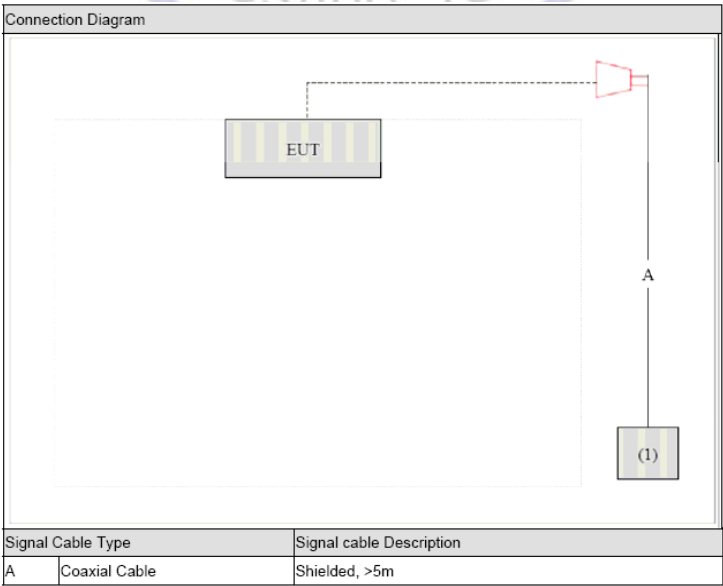 Connection Diagram
EUT
A
(1)
Signal Cable Type Signal cable Description
A Coaxial Cable Shielded, >5m